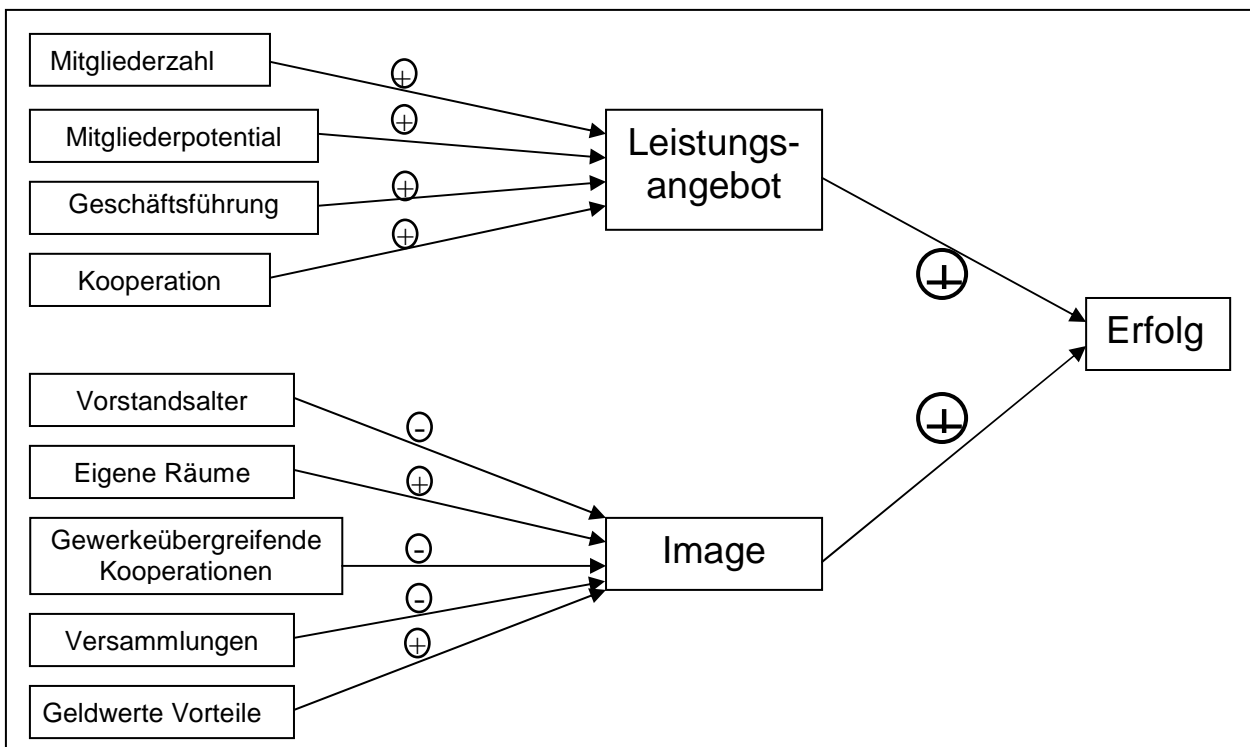 Mitgliederzahl
+
Mitgliederpotential
+
Geschäftsführung
+
Kooperation
+
Leistungs-
angebot
+
Erfolg
Vorstandsalter
-
Eigene Räume
+
Gewerkeübergreifende
Kooperationen
-
Versammlungen
-
Geldwerte Vorteile
+
Image
+